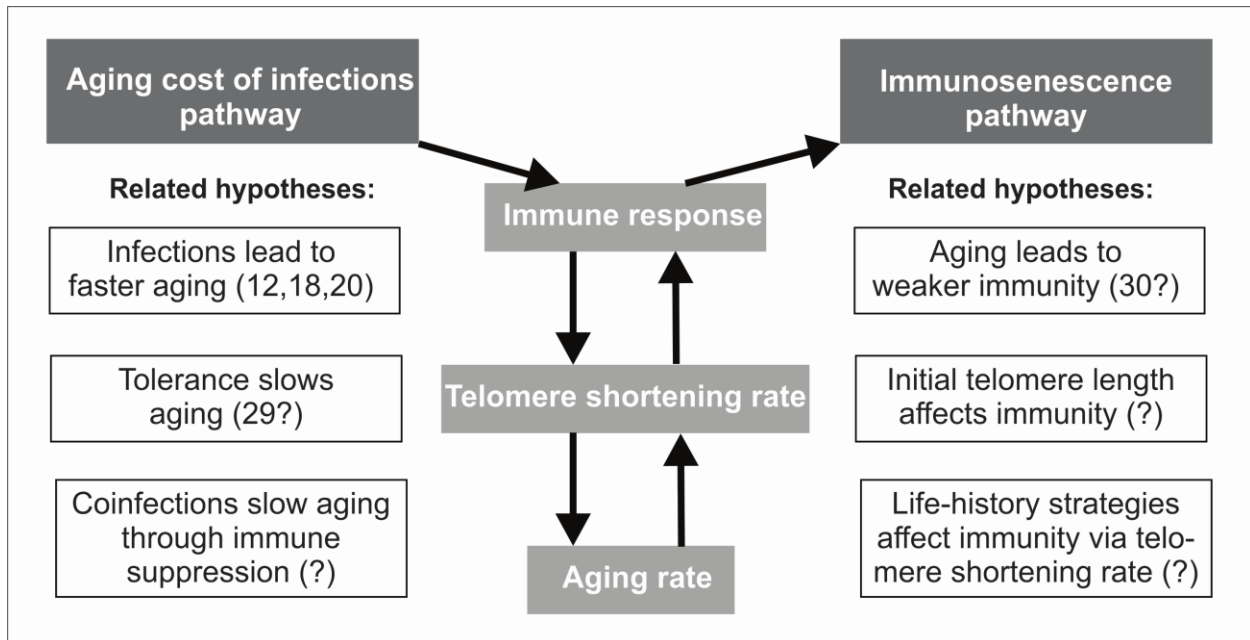 Aging cost of infections
pathway
Related hypotheses:
Infections lead to
faster aging (12,18,20)
Tolerance slows
aging (29?)
Coinfections slow aging
through immune
suppression (?)
Immune response
Telomere shortening rate
Aging rate
Immunosenescence
pathway
Related hypotheses:
Aging leads to
weaker immunity (30?)
Initial telomere length
affects immunity (?)
Life-history strategies
affect immunity via telo-
mere shortening rate (?)